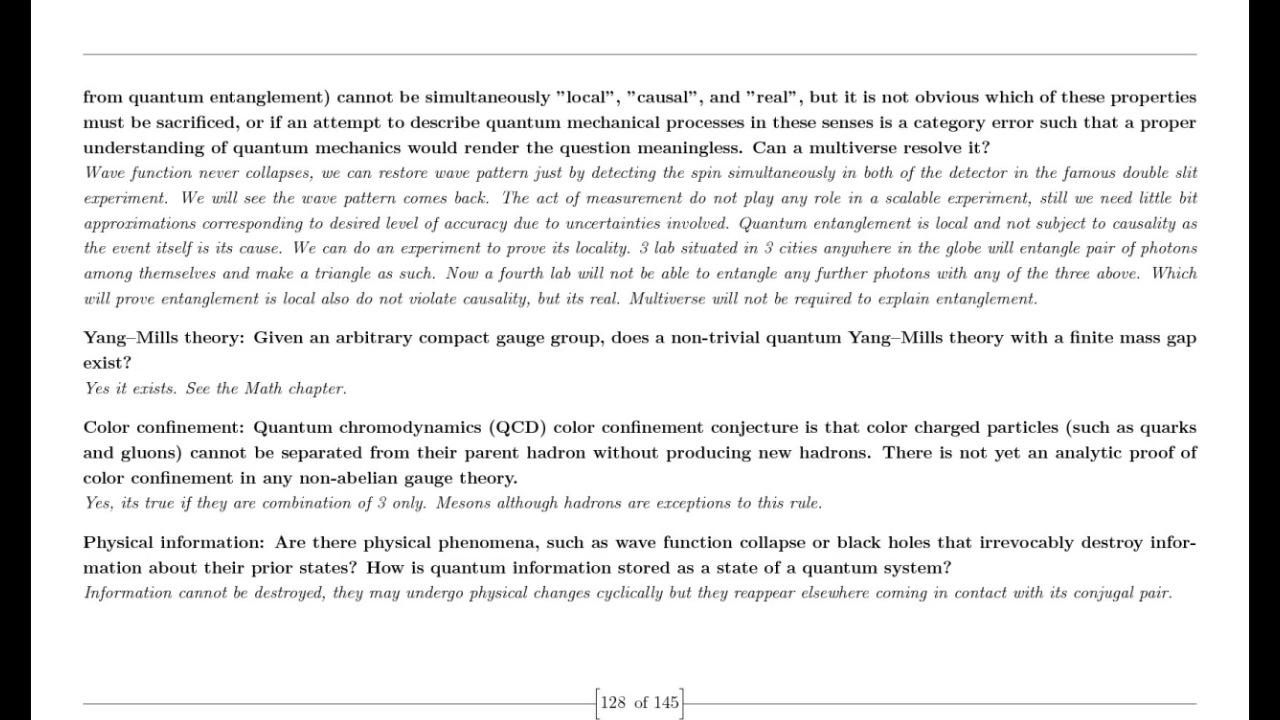 from quantum entanglement) cannot be simultaneously ”local”, ”causal”, and ”real”, but it is not obvious which of these properties
must be sacrificed, or if an attempt to describe quantum mechanical processes in these senses is a category error such that a proper
understanding of quantum mechanics would render the question meaningless. Can a multiverse resolve it?
Wave function never collapses, we can restore wave pattern just by detecting the spin simultaneously in both of the detector in the famous double slit
experiment. We will see the wave pattern comes back. The act of measurement do not play any role in a scalable experiment, still we need little bit
approximations corresponding to desired level of accuracy due to uncertainties involved. Quantum entanglement is local and not subject to causality as
the event itself is its cause. We can do an experiment to prove its locality. 3 lab situated in 3 cities anywhere in the globe will entangle pair of photons
among themselves and make a triangle as such. Now a fourth lab will not be able to entangle any further photons with any of the three above. Which
will prove entanglement is local also do not violate causality, but its real. Multiverse will not be required to explain entanglement.
Yang–Mills theory: Given an arbitrary compact gauge group, does a non-trivial quantum Yang–Mills theory with a finite mass gap
exist?
Yes it exists. See the Math chapter.
Color confinement: Quantum chromodynamics (QCD) color confinement conjecture is that color charged particles (such as quarks
and gluons) cannot be separated from their parent hadron without producing new hadrons. There is not yet an analytic proof of
color confinement in any non-abelian gauge theory.
Yes, its true if they are combination of 3 only. Mesons although hadrons are exceptions to this rule.
Physical information: Are there physical phenomena, such as wave function collapse or black holes that irrevocably destroy infor-
mation about their prior states? How is quantum information stored as a state of a quantum system?
Information cannot be destroyed, they may undergo physical changes cyclically but they reappear elsewhere coming in contact with its conjugal pair.
128 of 145